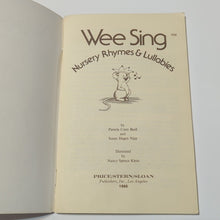 Wee Sing
Nursery Rhymes & Lullabies
by
Pamela Conn Beall
and
Susan Hagen Nipp
Illustrated
by
Nancy Spence Klein
PRICE/STERN/SLOAN
Publishers, Inc., Los Angeles
1986